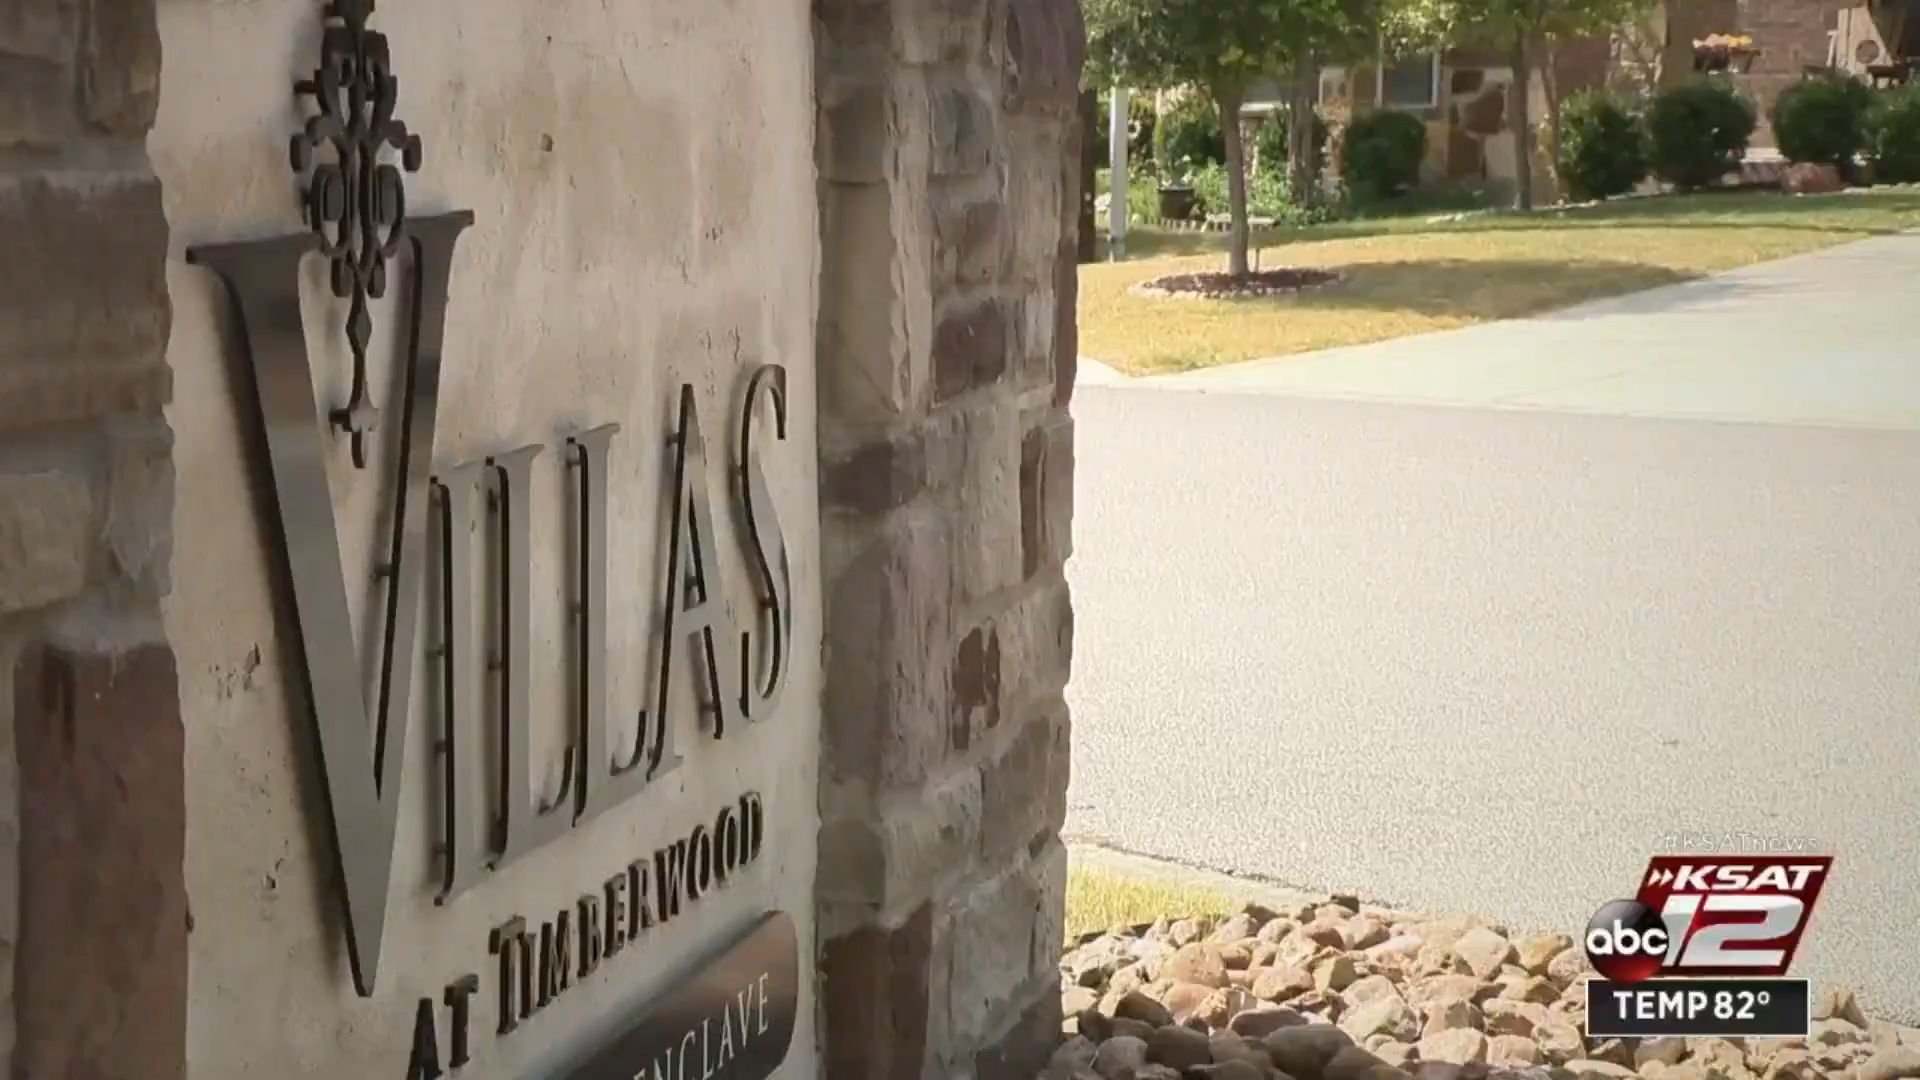 VILLAS
AT TIMBERWOOD
ENCLAVE
#KSATnews
KSAT
abc 12
TEMP 82°